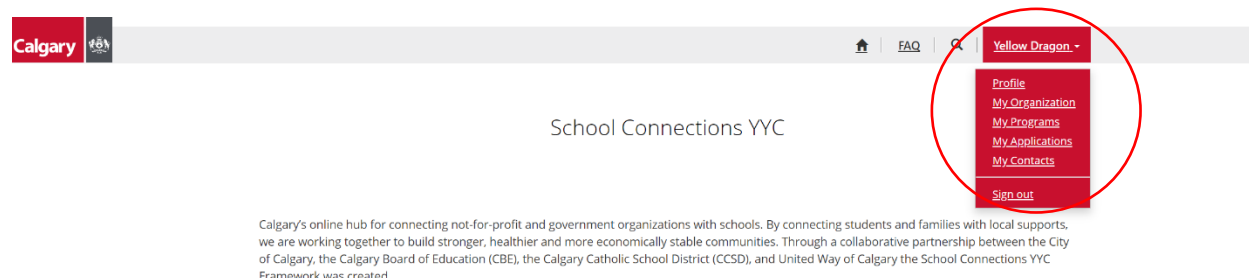 Calgary
FAQ
Yellow Dragon
Profile
My Organization
My Programs
My Applications
My Contacts
Sign out
School Connections YYC
Calgary's online hub for connecting not-for-profit and government organizations with schools. By connecting students and families with local supports,
we are working together to build stronger, healthier and more economically stable communities. Through a collaborative partnership between the City
of Calgary, the Calgary Board of Education (CBE), the Calgary Catholic School District (CCSD), and United Way of Calgary the School Connections YYC
Framework was created